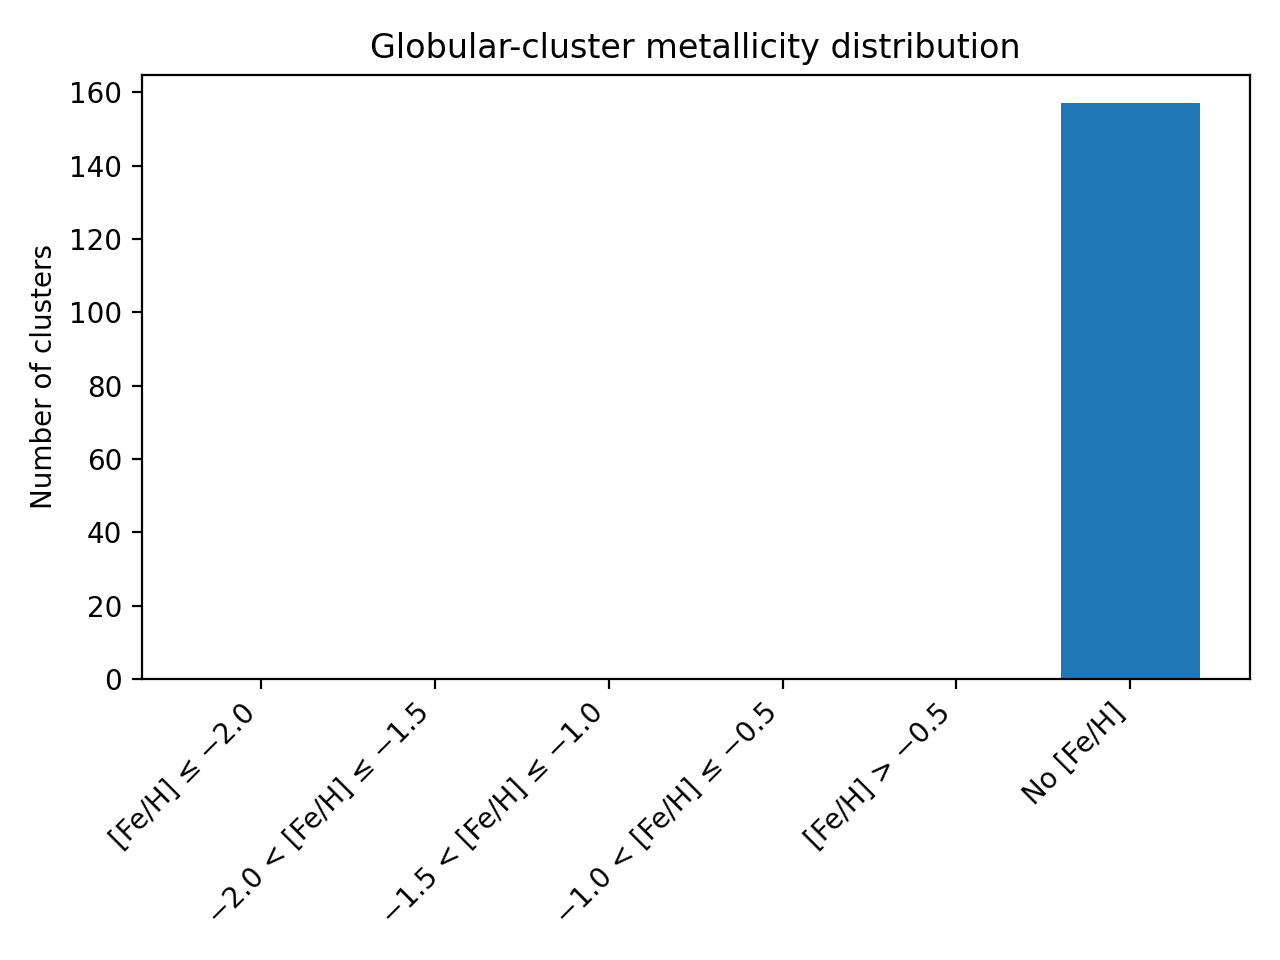 Globular-cluster metallicity distribution
Number of clusters
160
140
120
100
80
60
40
20
0
[Fe/H] ≤ −2.0
−2.0 < [Fe/H] ≤ −1.5
−1.5 < [Fe/H] ≤ −1.0
−1.0 < [Fe/H] ≤ −0.5
[Fe/H] > −0.5
No [Fe/H]